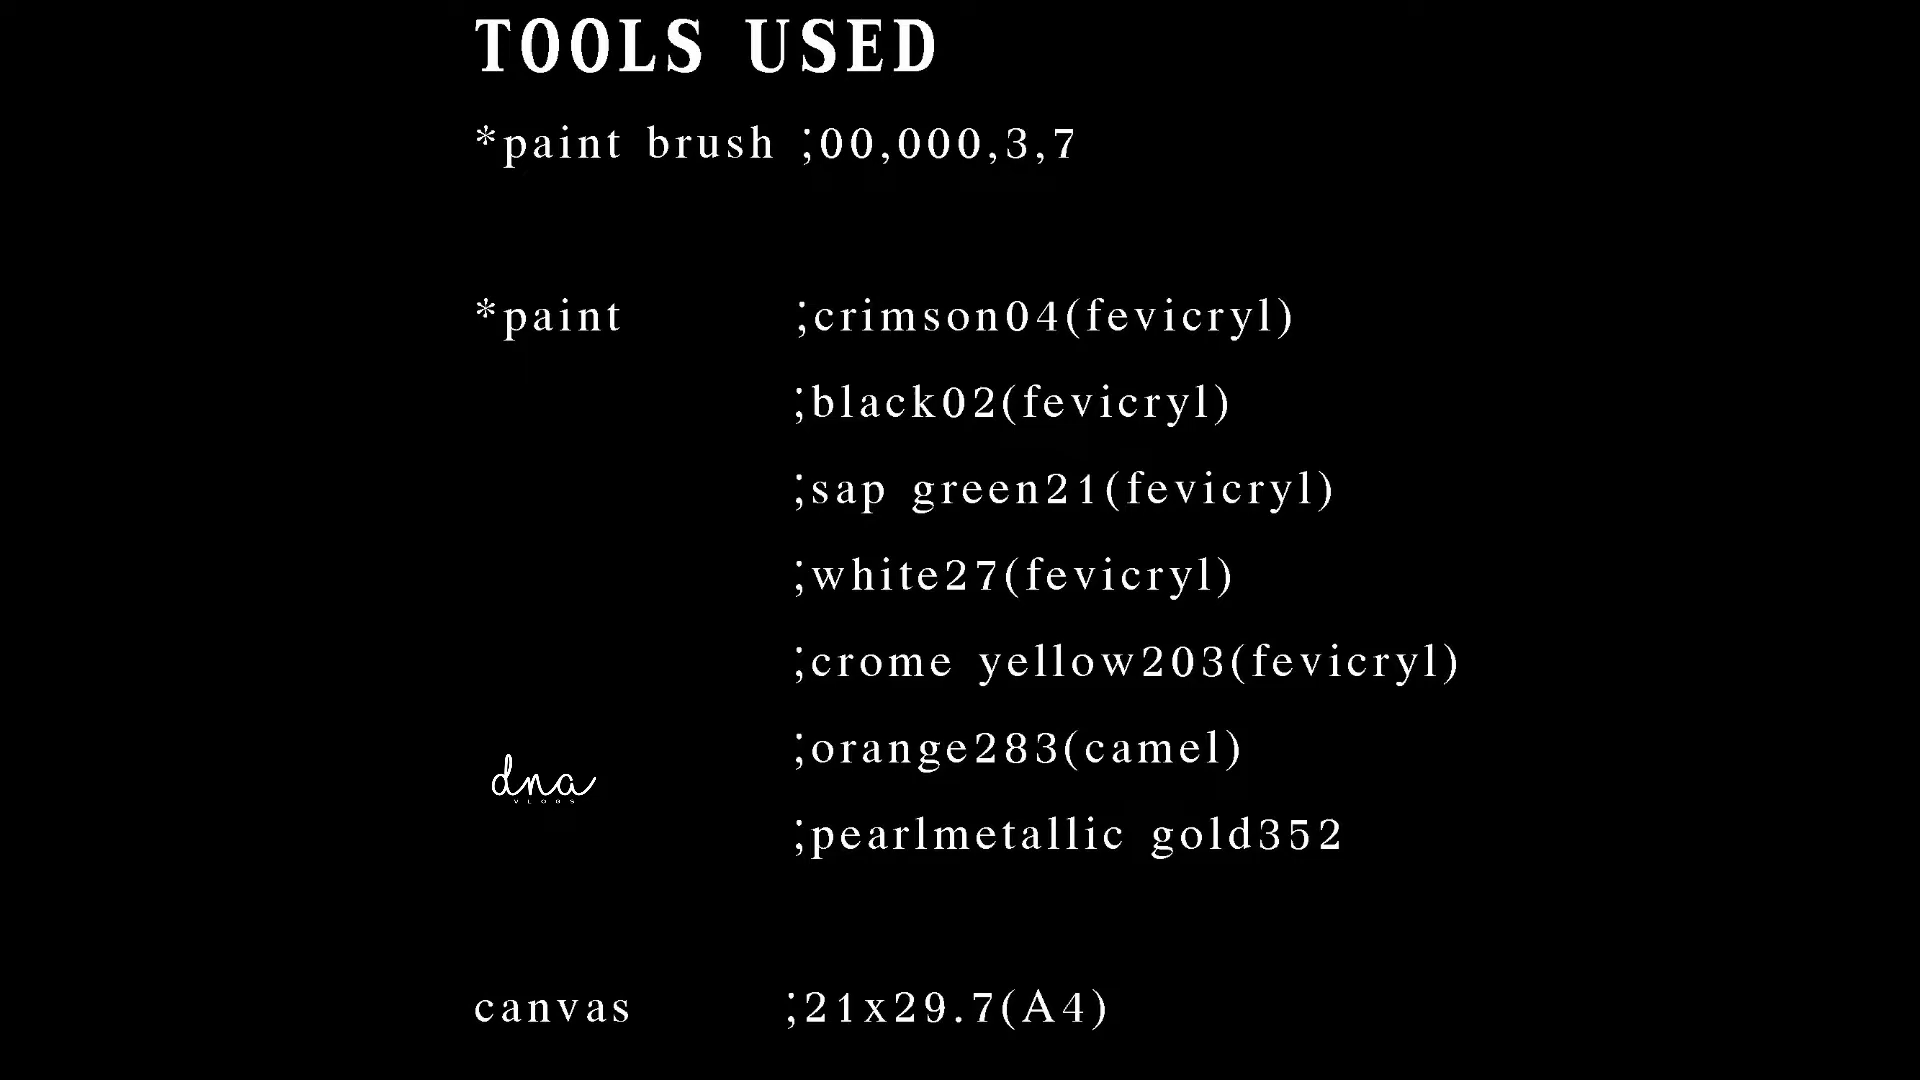 TOOLS USED
*paint brush ;00,000,3,7
*paint ;crimson04(fevicryl)
;black02(fevicryl)
;sap green21(fevicryl)
;white27(fevicryl)
;crome yellow203(fevicryl)
;orange283(camel)
dna
VLOGS
;pearlmetallic gold352
canvas ;21x29.7(A4)